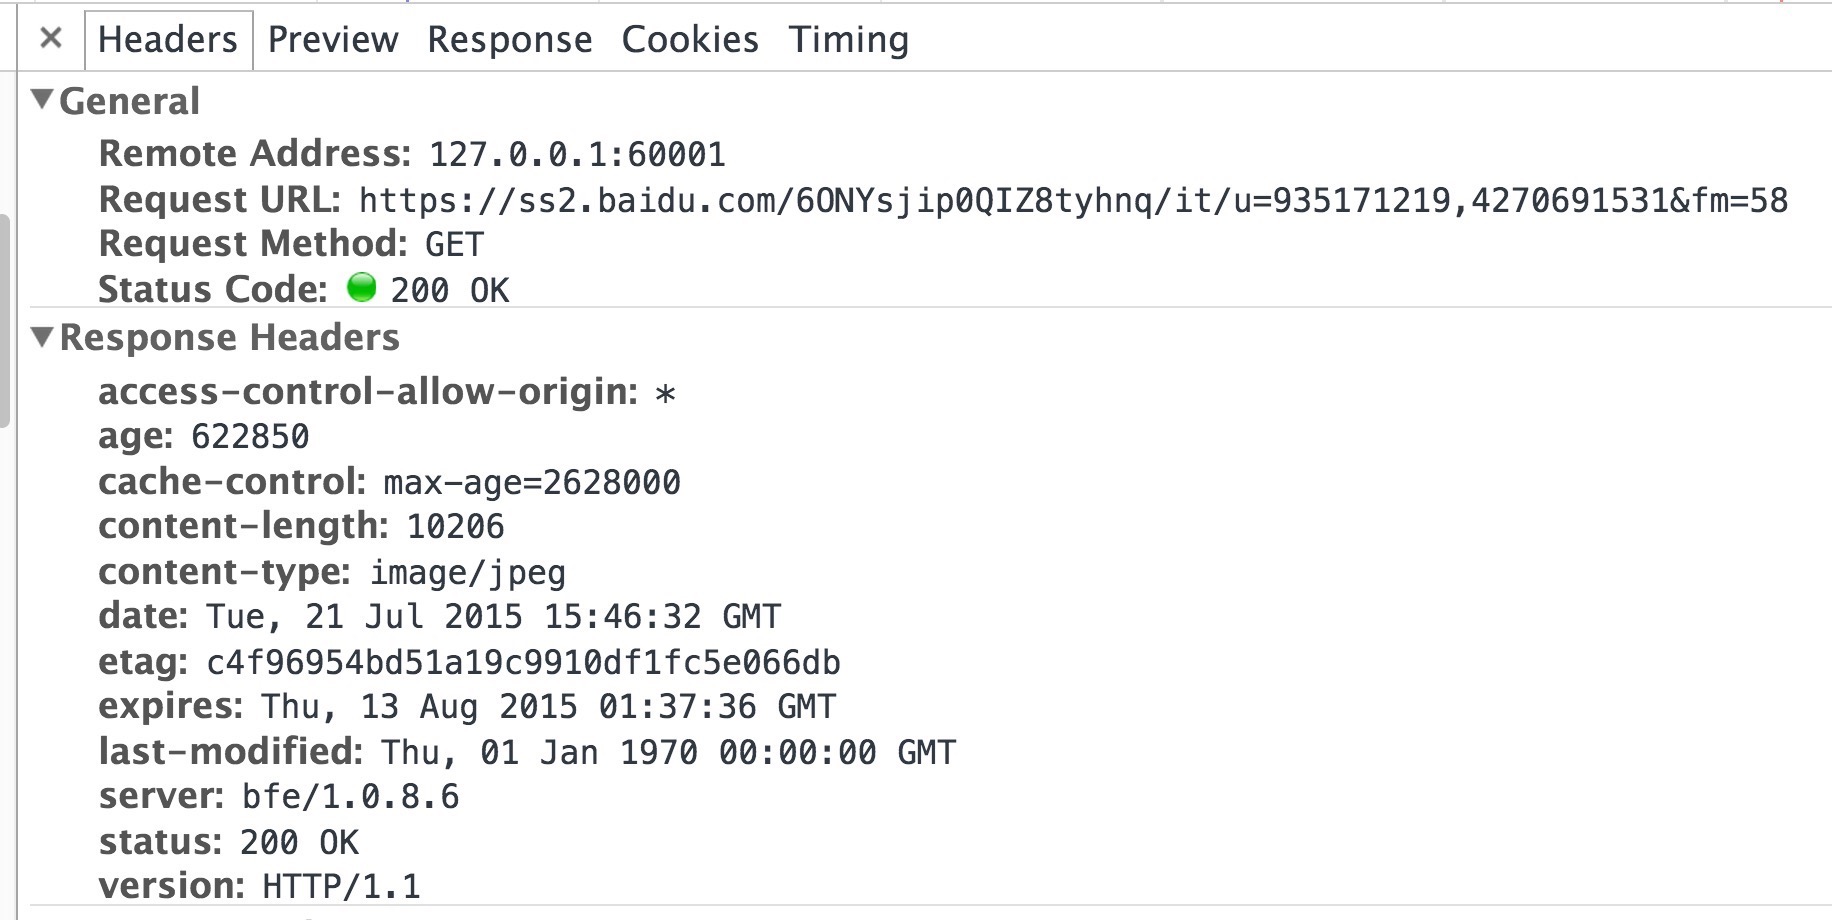 × Headers Preview Response Cookies Timing
▼General
Remote Address: 127.0.0.1:60001
Request URL: https://ss2.baidu.com/6ONYsjip0QIZ8tyhnq/it/u=935171219,4270691531&fm=58
Request Method: GET
Status Code: 200 OK
▼Response Headers
access-control-allow-origin: *
age: 622850
cache-control: max-age=2628000
content-length: 10206
content-type: image/jpeg
date: Tue, 21 Jul 2015 15:46:32 GMT
etag: c4f96954bd51a19c9910df1fc5e066db
expires: Thu, 13 Aug 2015 01:37:36 GMT
last-modified: Thu, 01 Jan 1970 00:00:00 GMT
server: bfe/1.0.8.6
status: 200 OK
version: HTTP/1.1